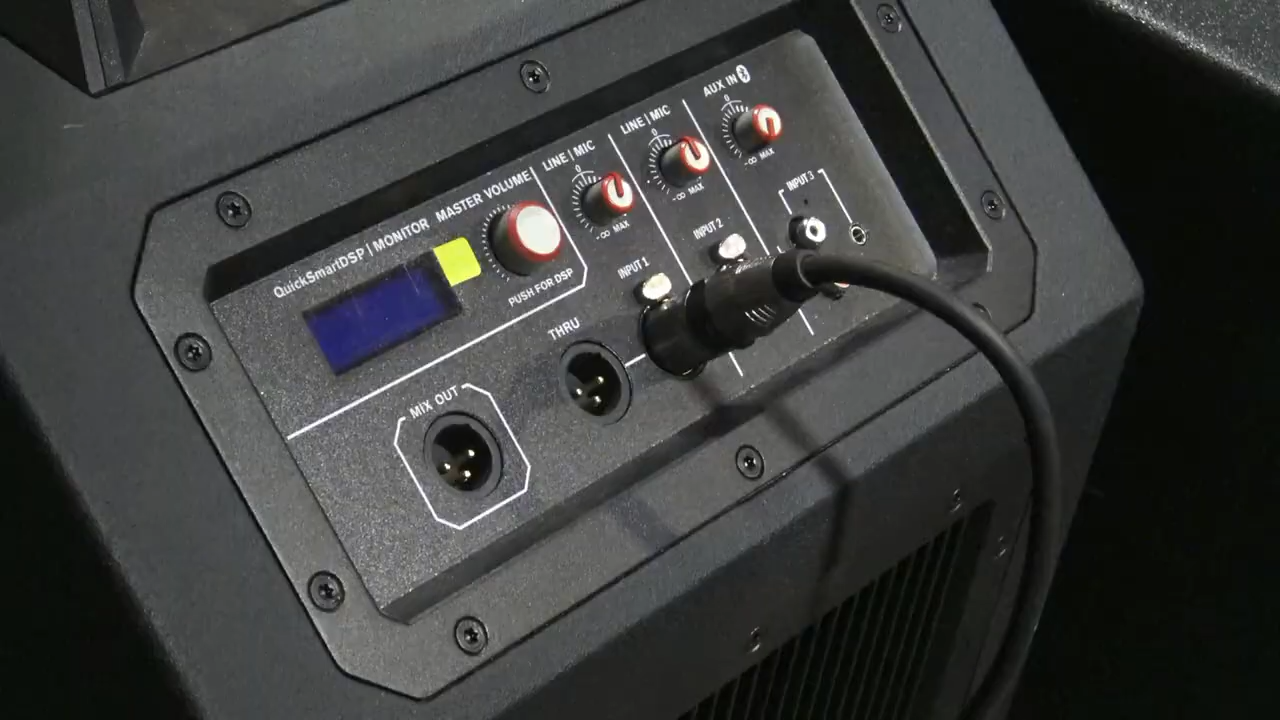 QuickSmartDSP | MONITOR
MASTER VOLUME
PUSH FOR DSP
LINE | MIC
0
-∞ MAX
INPUT 1
LINE | MIC
0
-∞ MAX
INPUT 2
AUX IN
0
-∞ MAX
INPUT 3
THRU
MIX OUT